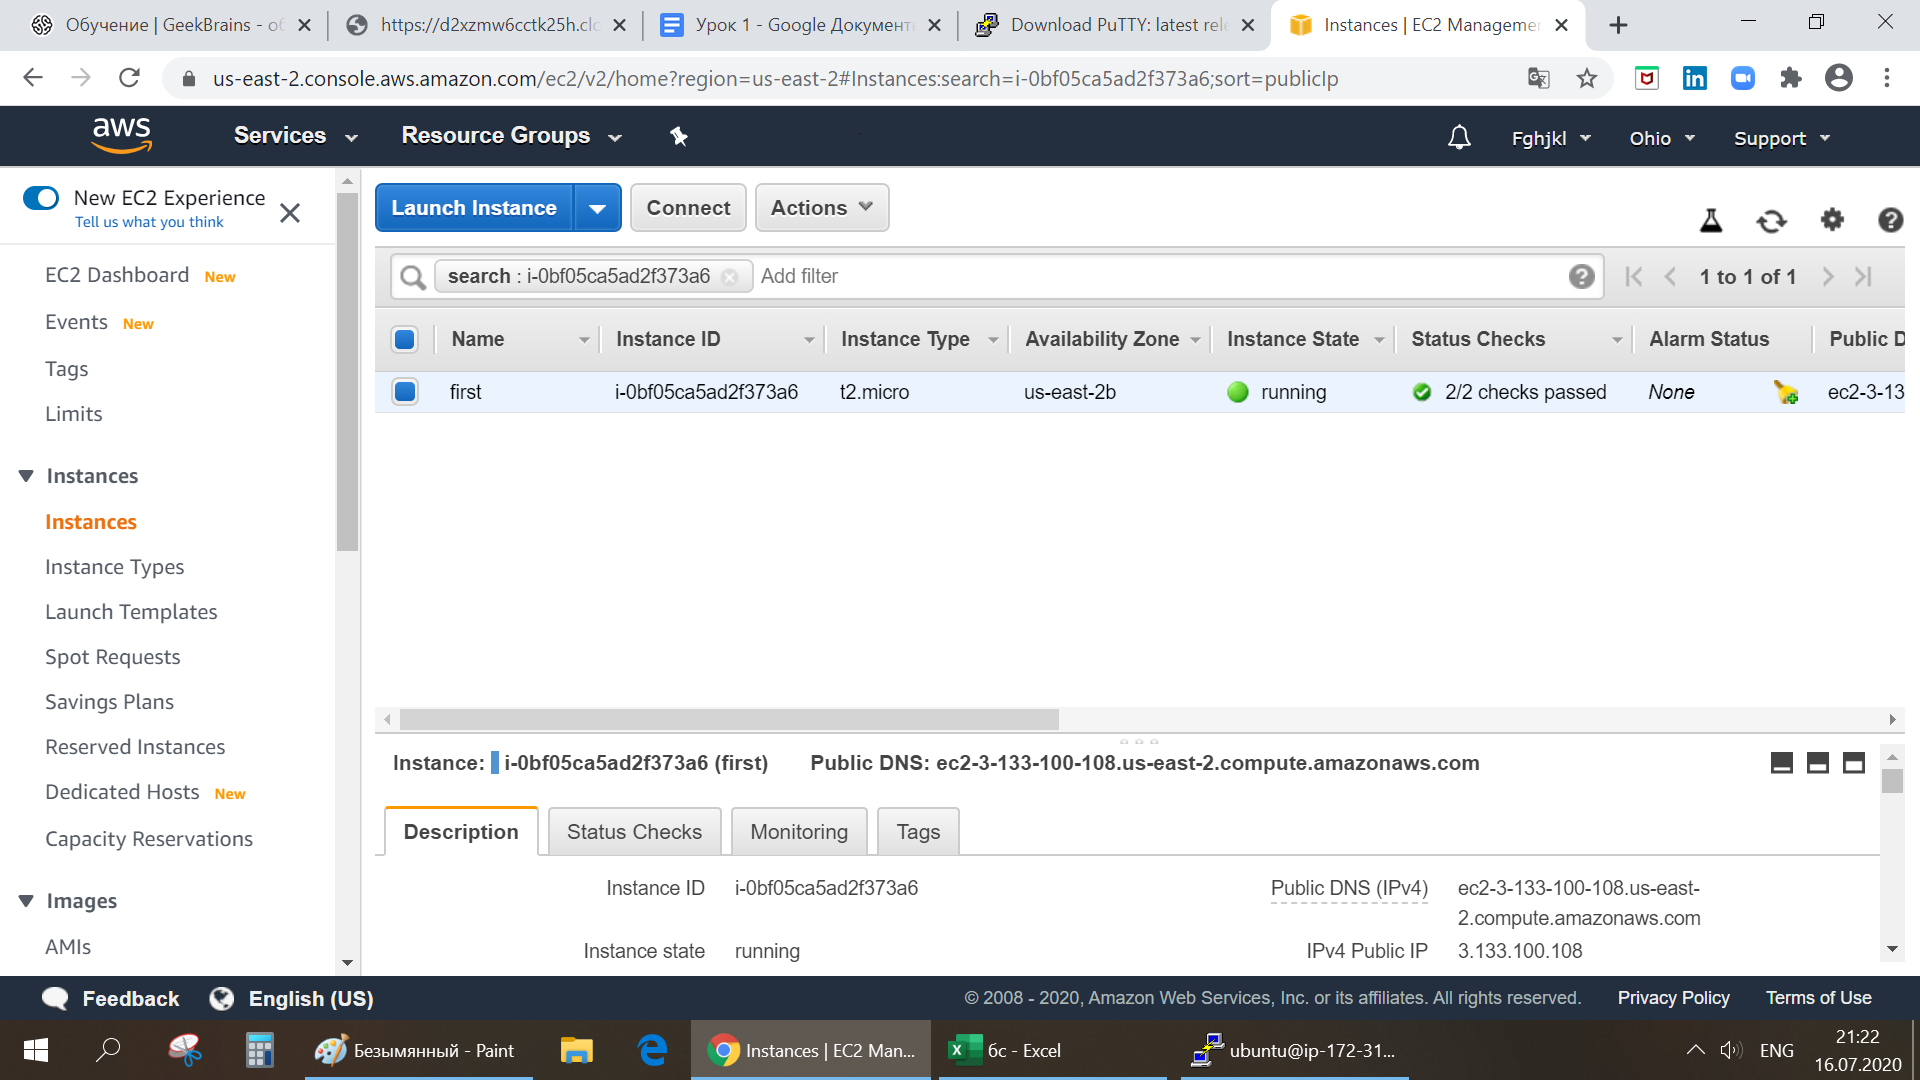 Обучение | GeekBrains - об
https://d2xzmw6cctk25h.clo
Урок 1 - Google Документ
Download PuTTY: latest rele
Instances | EC2 Managemen
us-east-2.console.aws.amazon.com/ec2/v2/home?region=us-east-2#Instances:search=i-0bf05ca5ad2f373a6;sort=publicIp
aws Services Resource Groups Fghjkl Ohio Support
New EC2 Experience
Tell us what you think
EC2 Dashboard New
Events New
Tags
Limits
Instances
Instances
Instance Types
Launch Templates
Spot Requests
Savings Plans
Reserved Instances
Dedicated Hosts New
Capacity Reservations
Images
AMIs
Launch Instance Connect Actions
search : i-0bf05ca5ad2f373a6 Add filter 1 to 1 of 1
Name Instance ID Instance Type Availability Zone Instance State Status Checks Alarm Status Public D
first i-0bf05ca5ad2f373a6 t2.micro us-east-2b running 2/2 checks passed None ec2-3-13
Instance: i-0bf05ca5ad2f373a6 (first) Public DNS: ec2-3-133-100-108.us-east-2.compute.amazonaws.com
Description Status Checks Monitoring Tags
Instance ID i-0bf05ca5ad2f373a6 Public DNS (IPv4) ec2-3-133-100-108.us-east-
2.compute.amazonaws.com
Instance state running IPv4 Public IP 3.133.100.108
Feedback English (US) © 2008 - 2020, Amazon Web Services, Inc. or its affiliates. All rights reserved. Privacy Policy Terms of Use
Безымянный - Paint
Instances | EC2 Man...
бс - Excel
ubuntu@ip-172-31...
ENG
21:22
16.07.2020